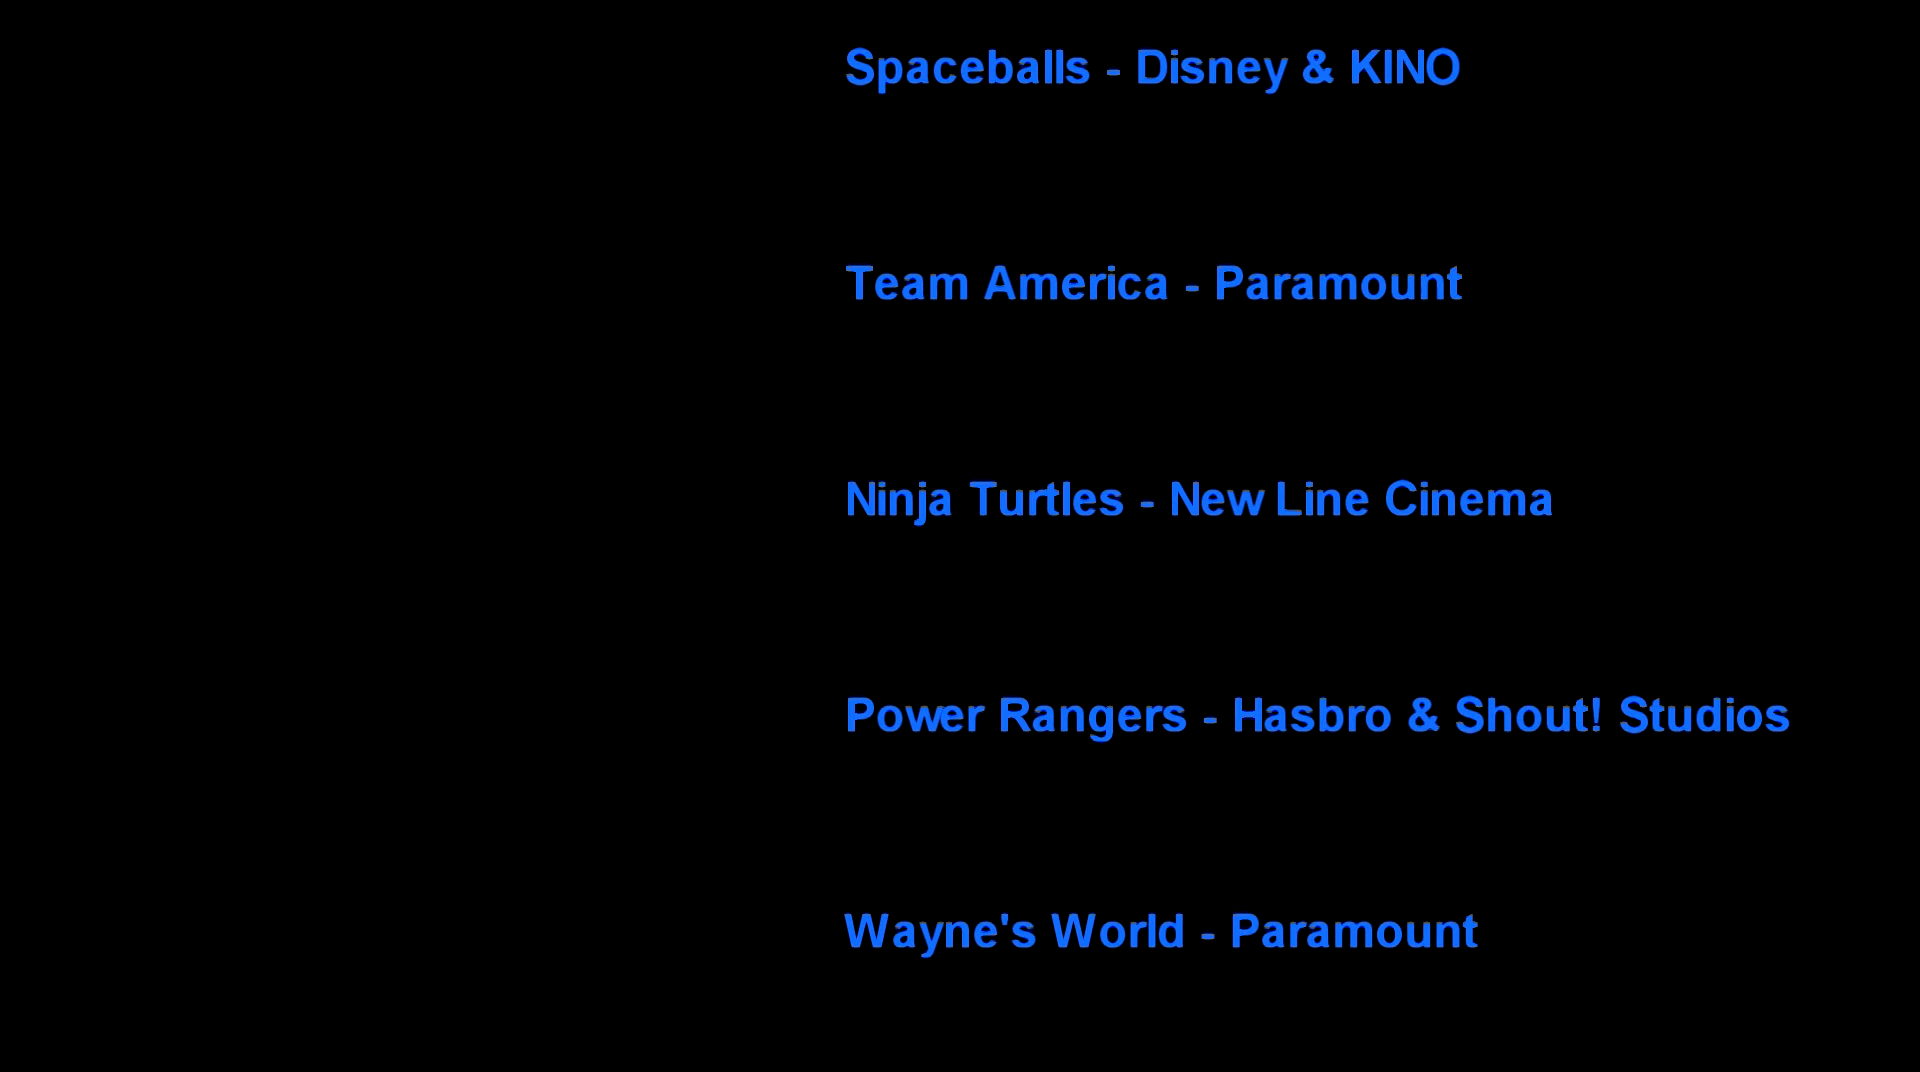 Spaceballs - Disney & KINO
Team America - Paramount
Ninja Turtles - New Line Cinema
Power Rangers - Hasbro & Shout! Studios
Wayne's World - Paramount